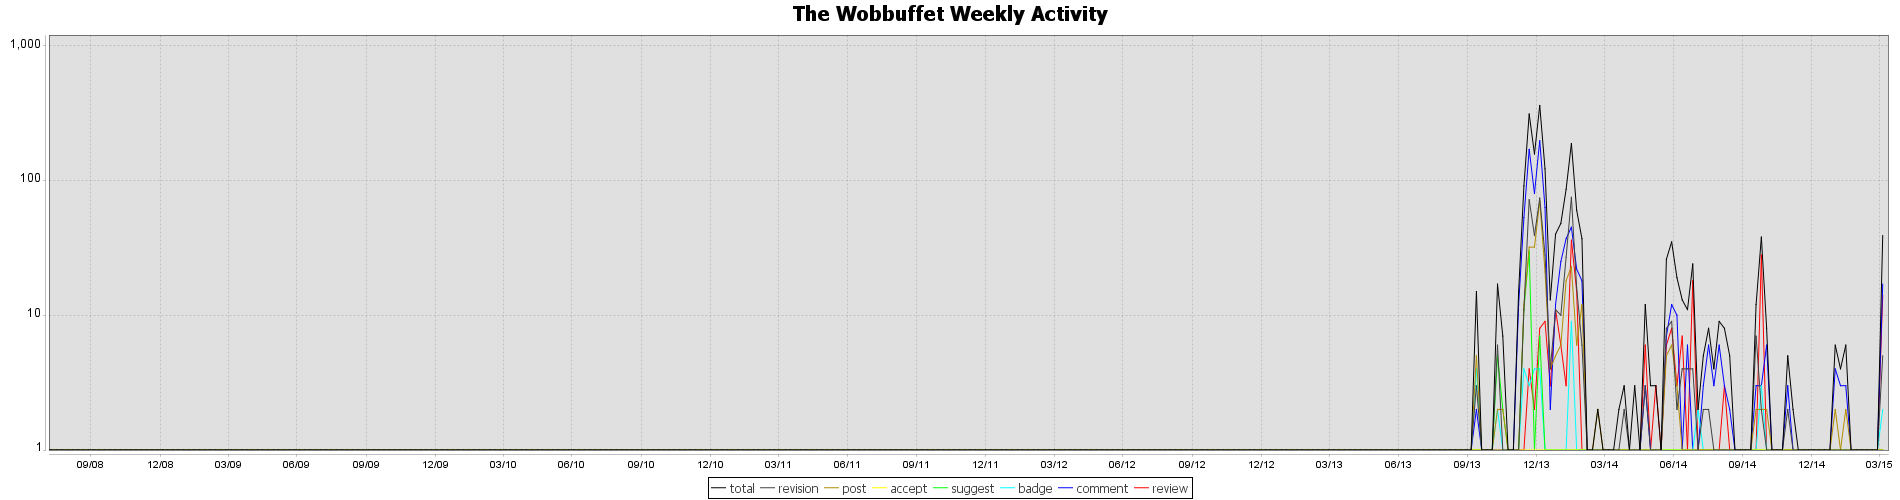 The Wobbuffet Weekly Activity
1,000
100
10
1
09/08 12/08 03/09 06/09 09/09 12/09 03/10 06/10 09/10 12/10 03/11 06/11 09/11 12/11 03/12 06/12 09/12 12/12 03/13 06/13 09/13 12/13 03/14 06/14 09/14 12/14 03/15
total revision post accept suggest badge comment review